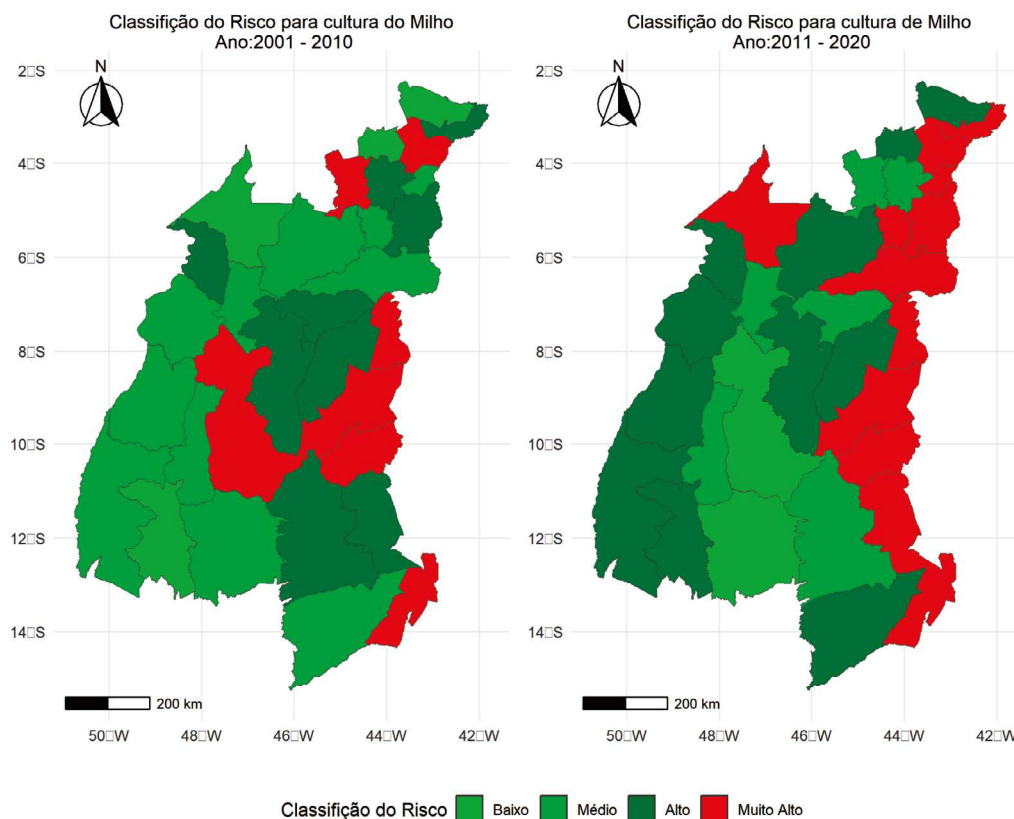 Classifição do Risco para cultura do Milho
Ano:2001 - 2010
N
2□S
4□S
6□S
8□S
10□S
12□S
14□S
200 km
50□W 48□W 46□W 44□W 42□W
Classifição do Risco para cultura de Milho
Ano:2011 - 2020
N
2□S
4□S
6□S
8□S
10□S
12□S
14□S
200 km
50□W 48□W 46□W 44□W 42□W
Classifição do Risco Baixo Médio Alto Muito Alto